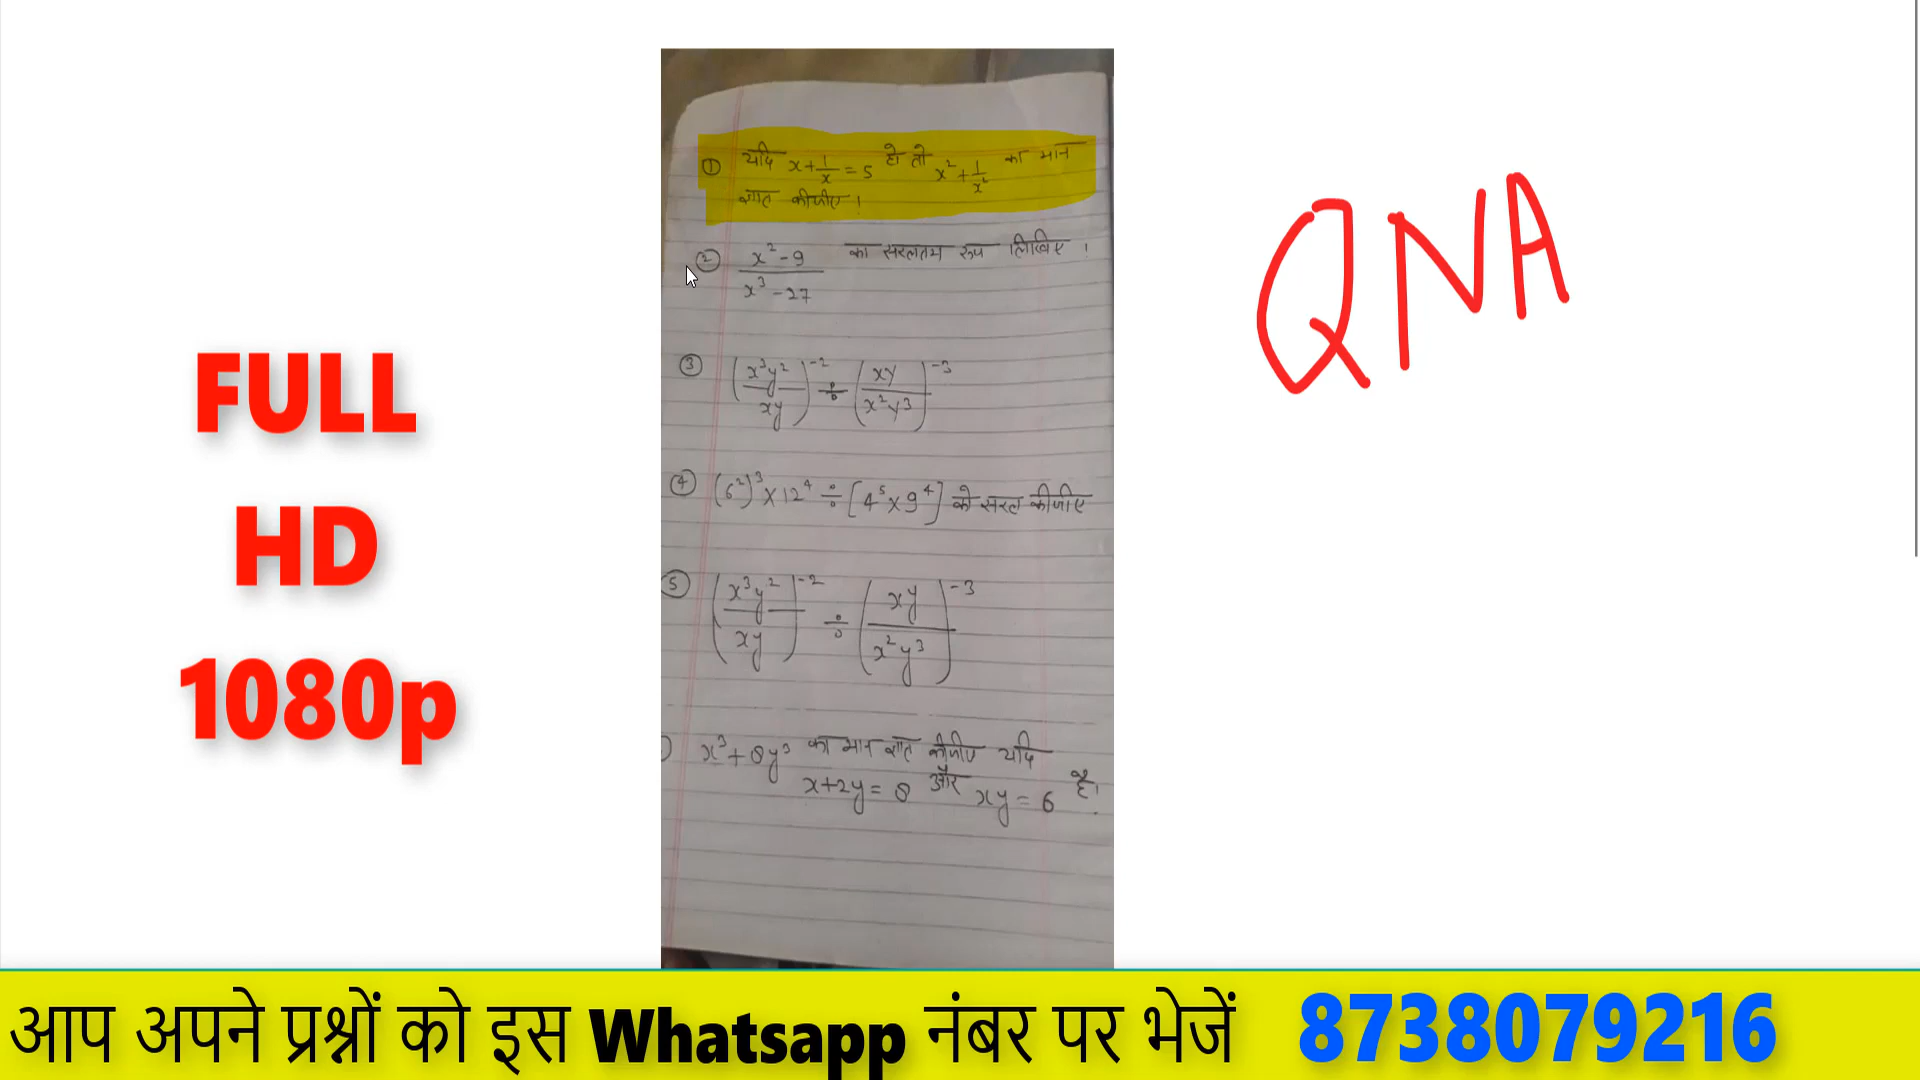 FULL
HD
1080p
① यदि x+1/x = 5 हो तो x²+1/x² का मान
ज्ञात कीजीए।
② x²-9/x³-27 का सरलतम रूप लिखिए।
③ (x³y²/xy)⁻² ÷ (xy/x²y³)⁻³
④ (6²)³×12⁴ ÷ [4⁵×9⁴] को सरल कीजीए
⑤ (x³y²/xy)⁻² ÷ (xy/x²y³)⁻³
x³+8y³ का मान ज्ञात कीजीए यदि
x+2y = 8 और xy = 6 है।
QNA
आप अपने प्रश्नों को इस Whatsapp नंबर पर भेजें 8738079216